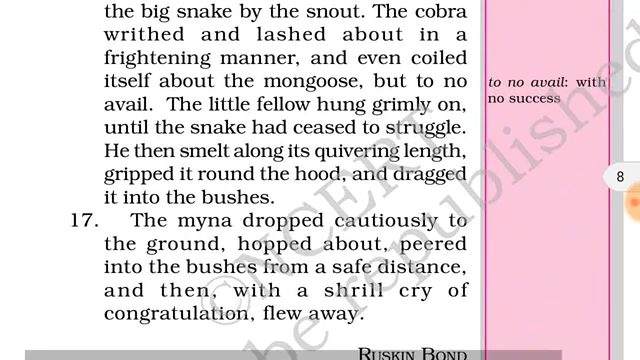 the big snake by the snout. The cobra
writhed and lashed about in a
frightening manner, and even coiled
itself about the mongoose, but to no
avail. The little fellow hung grimly on,
until the snake had ceased to struggle.
He then smelt along its quivering length,
gripped it round the hood, and dragged
it into the bushes.
17. The myna dropped cautiously to
the ground, hopped about, peered
into the bushes from a safe distance,
and then, with a shrill cry of
congratulation, flew away.
RUSKIN BOND
to no avail: with
no success
8
©NCERT
be republished